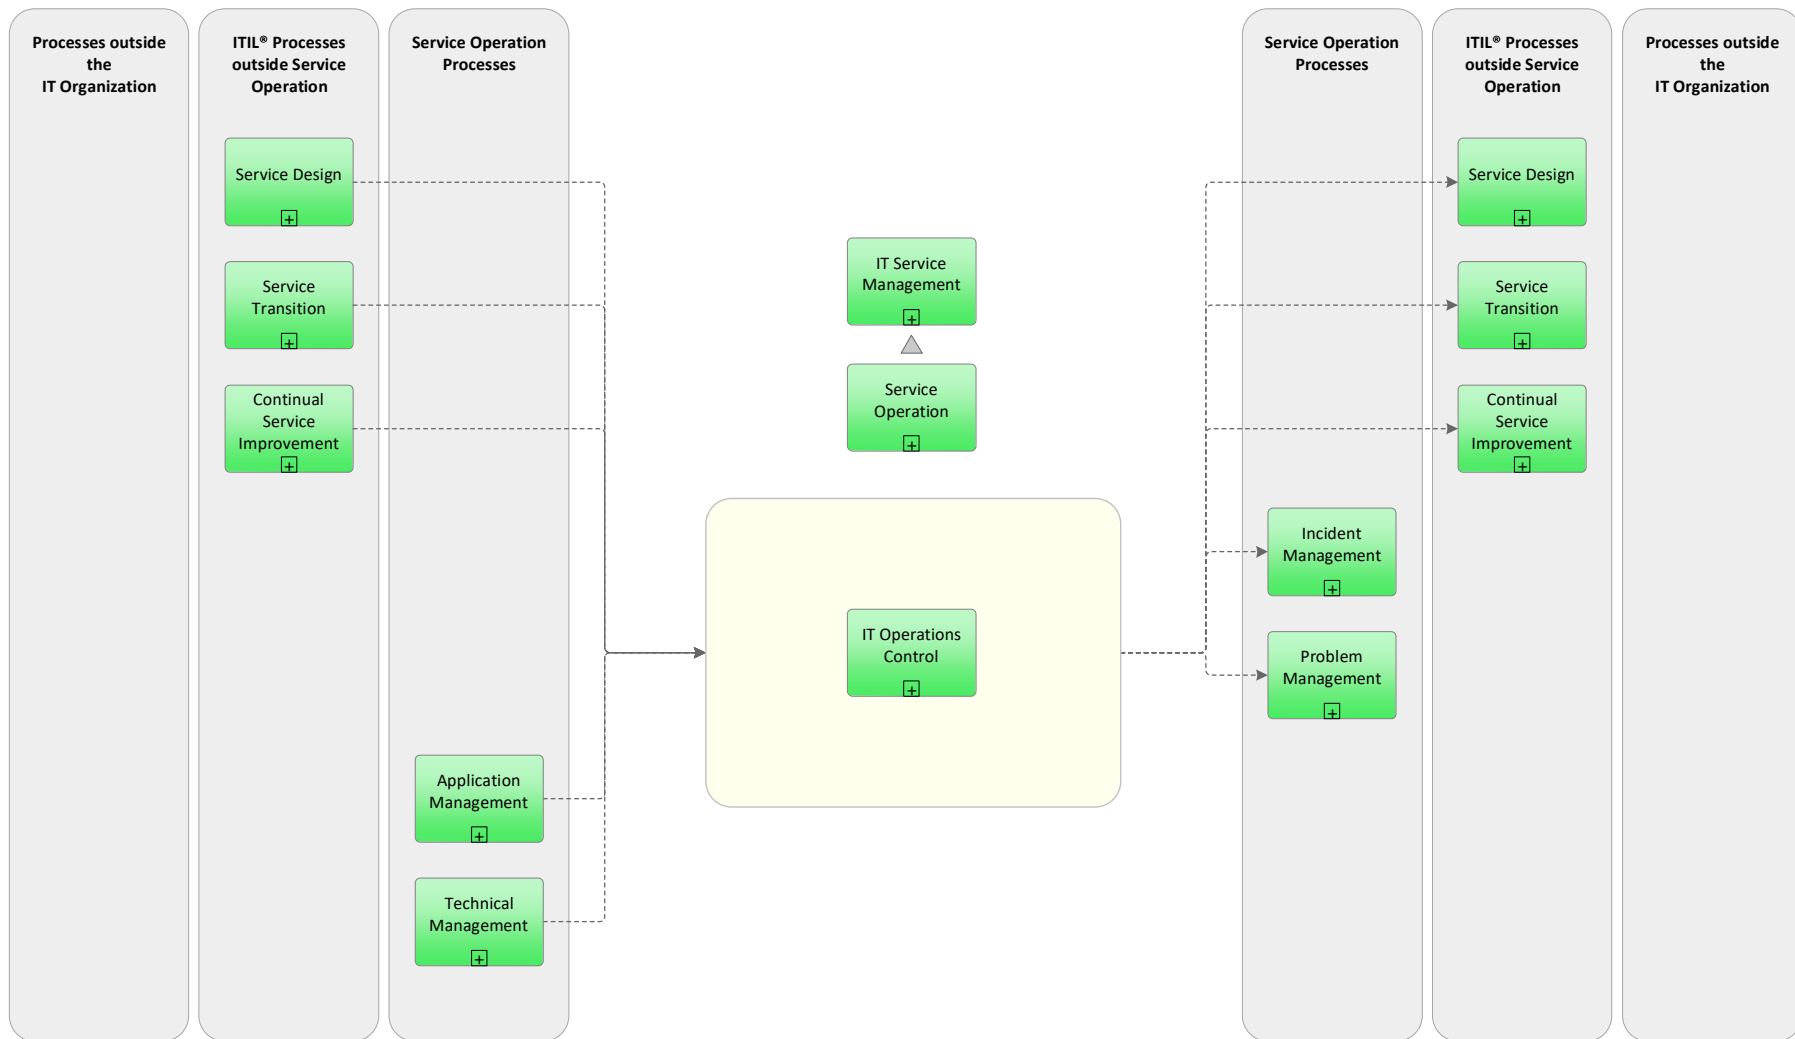 Processes outside
the
IT Organization
ITIL® Processes
outside Service
Operation
Service Operation
Processes
Service Operation
Processes
ITIL® Processes
outside Service
Operation
Processes outside
the
IT Organization
Service Design
+
Service
Transition
+
Continual
Service
Improvement
+
Application
Management
+
Technical
Management
+
IT Service
Management
+
Service
Operation
+
IT Operations
Control
+
Incident
Management
+
Problem
Management
+
Service Design
+
Service
Transition
+
Continual
Service
Improvement
+